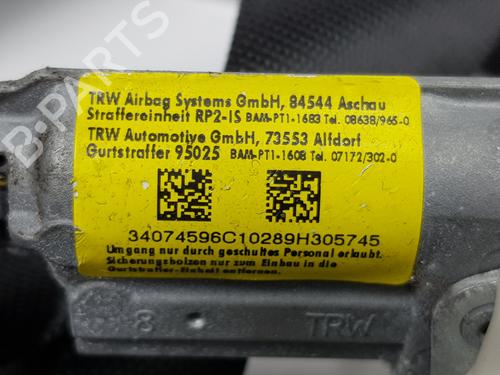 TRW Airbag Systems GmbH, 84544 Aschau
Straffereinheit RP2-IS BAM-PT1-1683 Tel. 08638/965-0
TRW Automotive GmbH, 73553 Alfdorf
Gurtstraffer 95025 BAM-PT1-1608 Tel. 07172/302-0
34074596C10289H305745
Umgang nur durch geschultes Personal erlaubt.
Sicherungsbolzen nur zum Einbau in die
Gurtstraffer-Einheit entfernen.
8 TRW